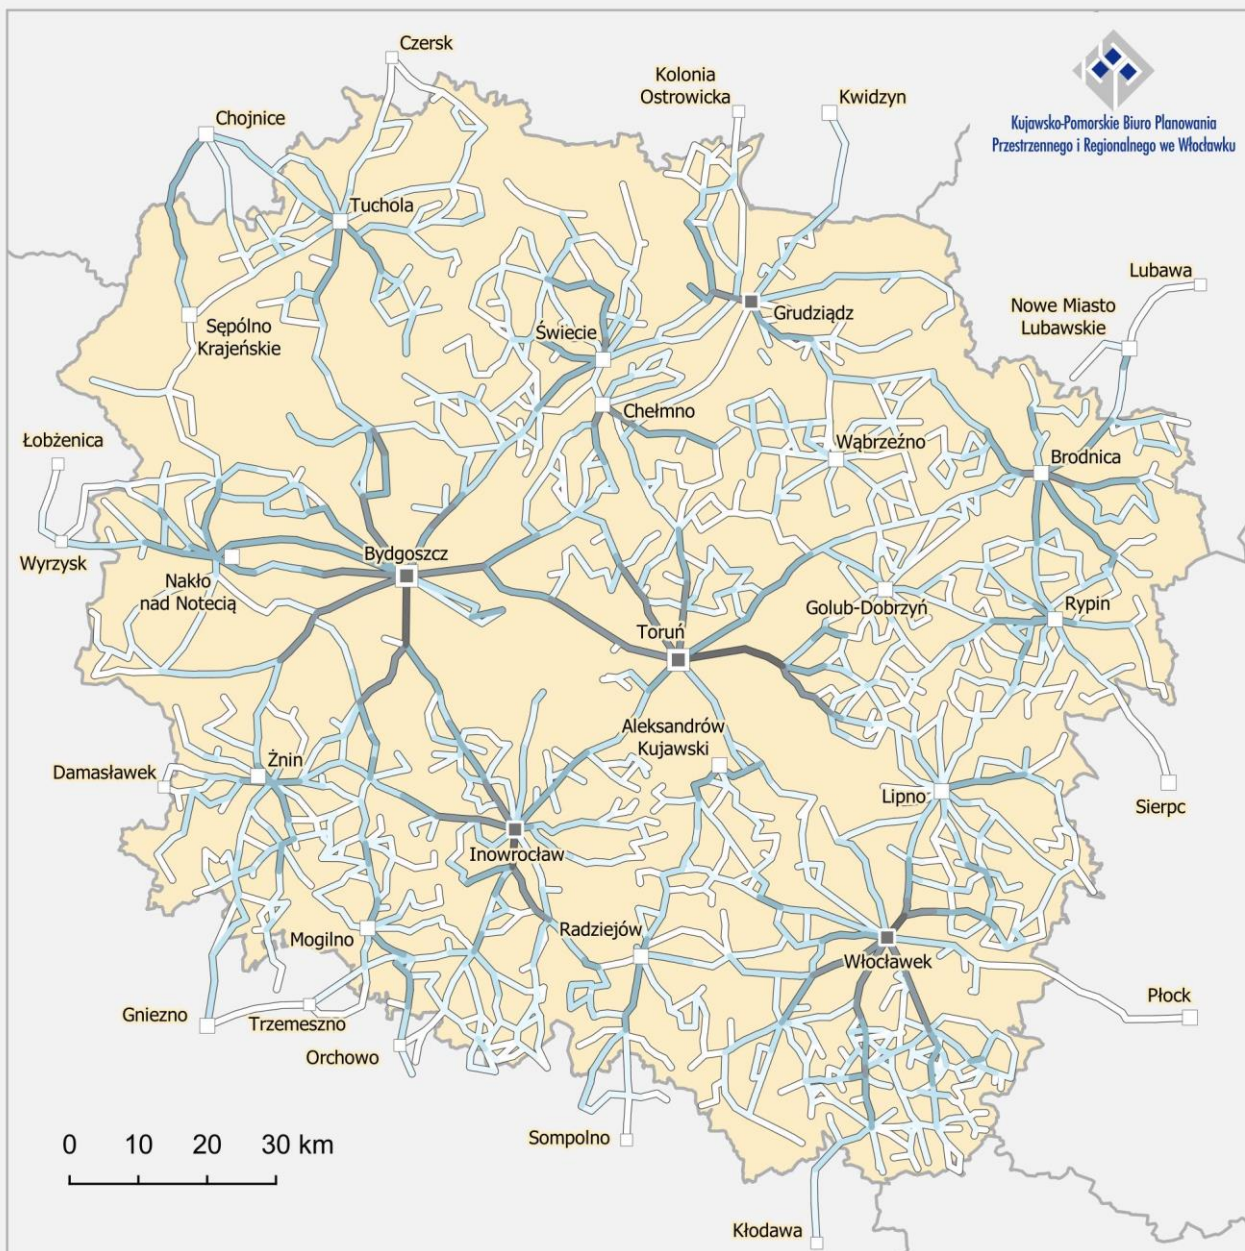 Czersk
Kolonia
Ostrowicka
Kwidzyn
Chojnice
Kujawsko-Pomorskie Biuro Planowania
Przestrzennego i Regionalnego we Włocławku
Tuchola
Lubawa
Nowe Miasto
Lubawskie
Grudziądz
Sępólno
Krajeńskie
Świecie
Chełmno
Łobżenica
Wąbrzeźno
Brodnica
Wyrzysk
Bydgoszcz
Nakło
nad Notecią
Golub-Dobrzyń
Rypin
Toruń
Aleksandrów
Kujawski
Damasławek
Żnin
Lipno
Sierpc
Inowrocław
Radziejów
Mogilno
Włocławek
Płock
Gniezno
Trzemeszno
Orchowo
Sompolno
0 10 20 30 km
Kłodawa